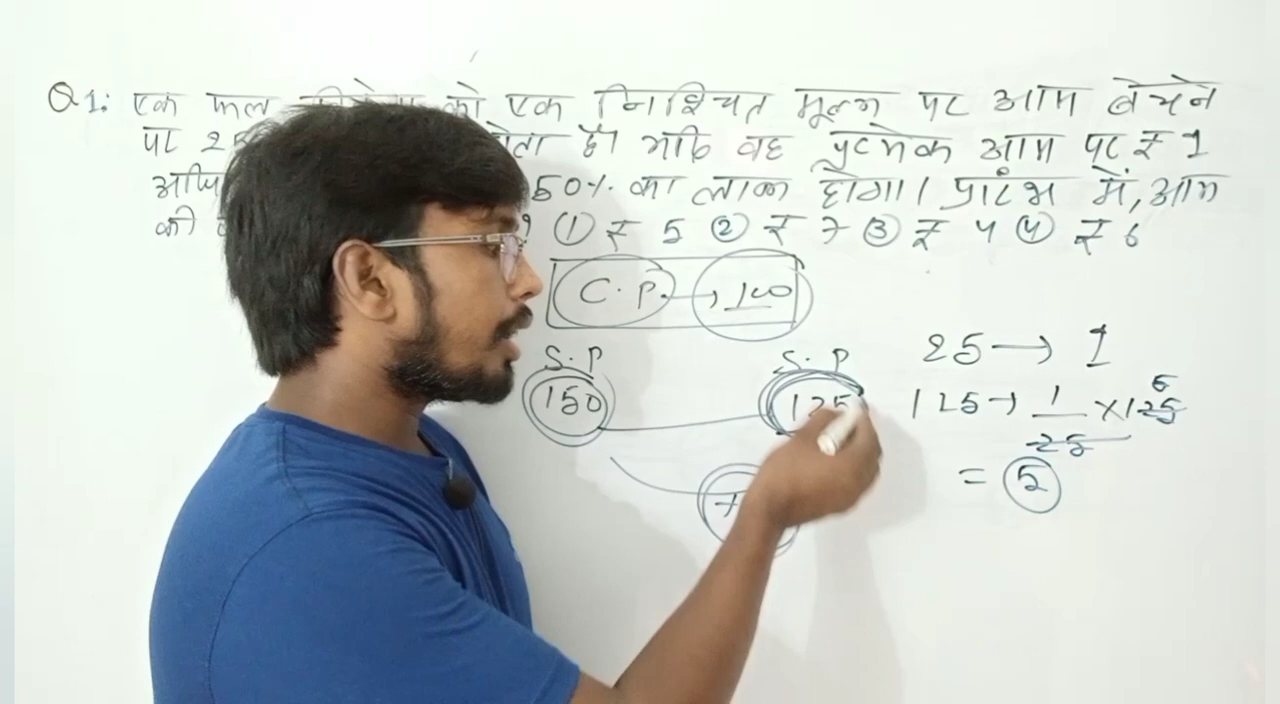 Q1: एक फल को एक निश्चित मूल्य पर आम बेचने
पर 25 है। यदि वह प्रत्येक आम पर ₹ 1
50% का लाभ होगा। प्रारंभ में, आम
की ① ₹ 5 ② ₹ 7 ③ ₹ 4 ④ ₹ 6
C.P. → 100
S.P S.P
150 125
+
25 → 1
125 → 1/25 × 125 5
= 5